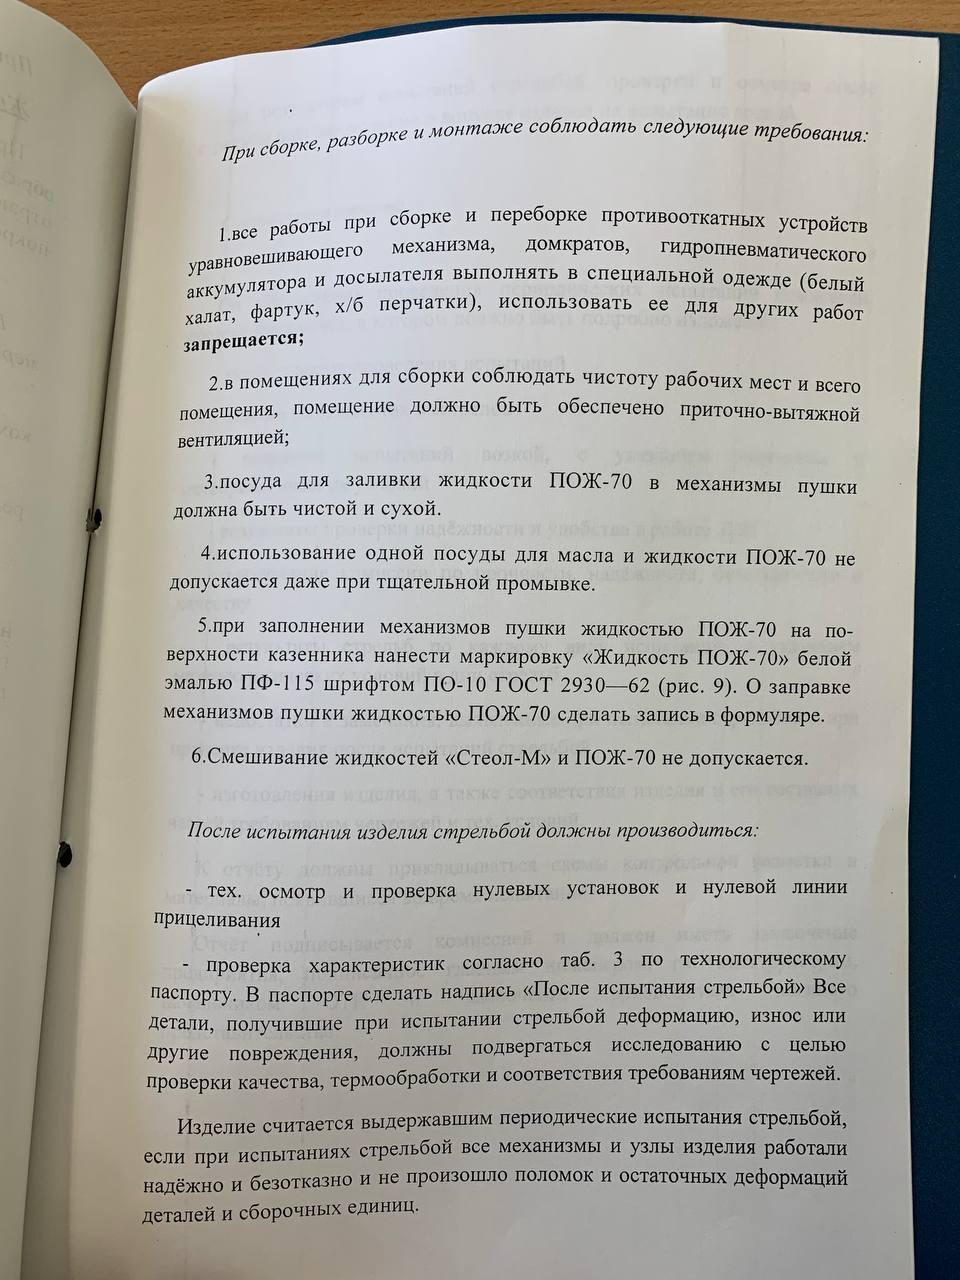 При сборке, разборке и монтаже соблюдать следующие требования:
1.все работы при сборке и переборке противооткатных устройств
уравновешивающего механизма, домкратов, гидропневматического
аккумулятора и досылателя выполнять в специальной одежде (белый
халат, фартук, х/б перчатки), использовать ее для других работ
запрещается;
2.в помещениях для сборки соблюдать чистоту рабочих мест и всего
помещения, помещение должно быть обеспечено приточно-вытяжной
вентиляцией;
3.посуда для заливки жидкости ПОЖ-70 в механизмы пушки
должна быть чистой и сухой.
4.использование одной посуды для масла и жидкости ПОЖ-70 не
допускается даже при тщательной промывке.
5.при заполнении механизмов пушки жидкостью ПОЖ-70 на по-
верхности казенника нанести маркировку «Жидкость ПОЖ-70» белой
эмалью ПФ-115 шрифтом ПО-10 ГОСТ 2930—62 (рис. 9). О заправке
механизмов пушки жидкостью ПОЖ-70 сделать запись в формуляре.
6.Смешивание жидкостей «Стеол-М» и ПОЖ-70 не допускается.
После испытания изделия стрельбой должны производиться:
- тех. осмотр и проверка нулевых установок и нулевой линии
прицеливания
- проверка характеристик согласно таб. 3 по технологическому
паспорту. В паспорте сделать надпись «После испытания стрельбой» Все
детали, получившие при испытании стрельбой деформацию, износ или
другие повреждения, должны подвергаться исследованию с целью
проверки качества, термообработки и соответствия требованиям чертежей.
Изделие считается выдержавшим периодические испытания стрельбой,
если при испытаниях стрельбой все механизмы и узлы изделия работали
надёжно и безотказно и не произошло поломок и остаточных деформаций
деталей и сборочных единиц.